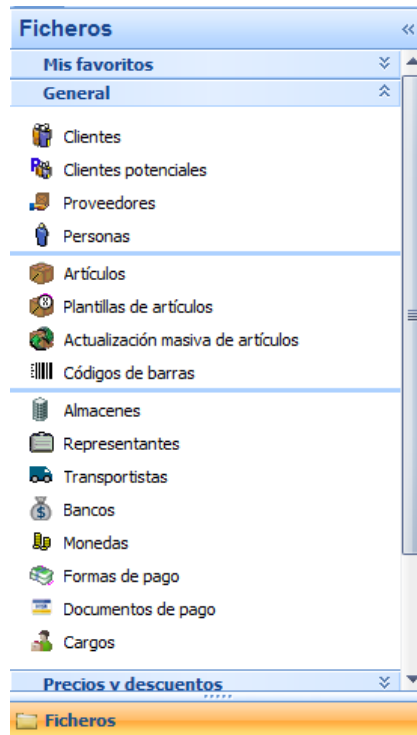 Ficheros
Mis favoritos
General
Clientes
Clientes potenciales
Proveedores
Personas
Artículos
Plantillas de artículos
Actualización masiva de artículos
Códigos de barras
Almacenes
Representantes
Transportistas
Bancos
Monedas
Formas de pago
Documentos de pago
Cargos
Precios y descuentos
Ficheros